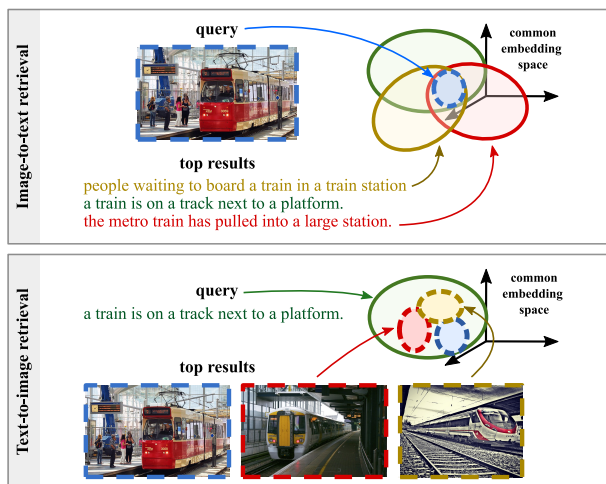 Image-to-text retrieval
query
common
embedding
space
top results
people waiting to board a train in a train station
a train is on a track next to a platform.
the metro train has pulled into a large station.
Text-to-image retrieval
query
common
embedding
space
a train is on a track next to a platform.
top results